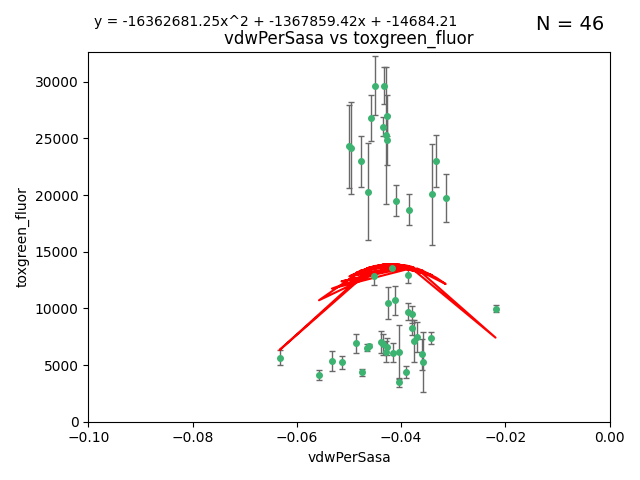 y = -16362681.25x^2 + -1367859.42x + -14684.21
N = 46
vdwPerSasa vs toxgreen_fluor
toxgreen_fluor
30000
25000
20000
15000
10000
5000
0
−0.10
−0.08
−0.06
−0.04
−0.02
0.00
vdwPerSasa